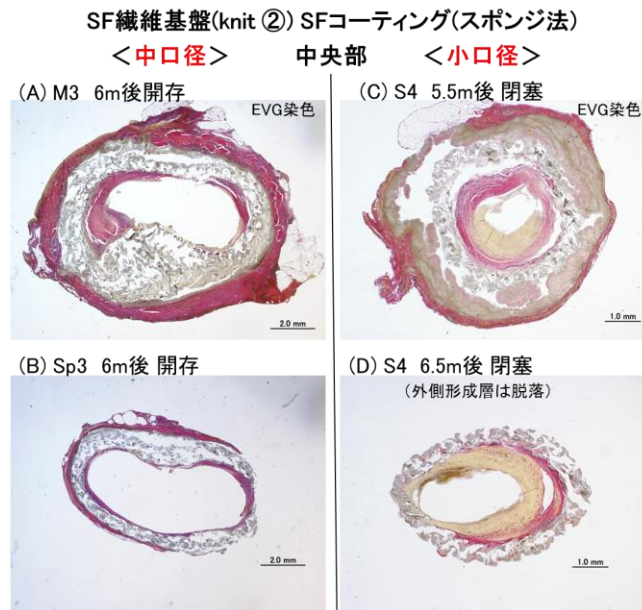 SF繊維基盤(knit ②) SFコーティング(スポンジ法)
＜中口径＞ 中央部 ＜小口径＞
(A) M3 6m後開存
EVG染色
2.0 mm
(B) Sp3 6m後 開存
2.0 mm
(C) S4 5.5m後 閉塞
EVG染色
1.0 mm
(D) S4 6.5m後 閉塞
(外側形成層は脱落)
1.0 mm